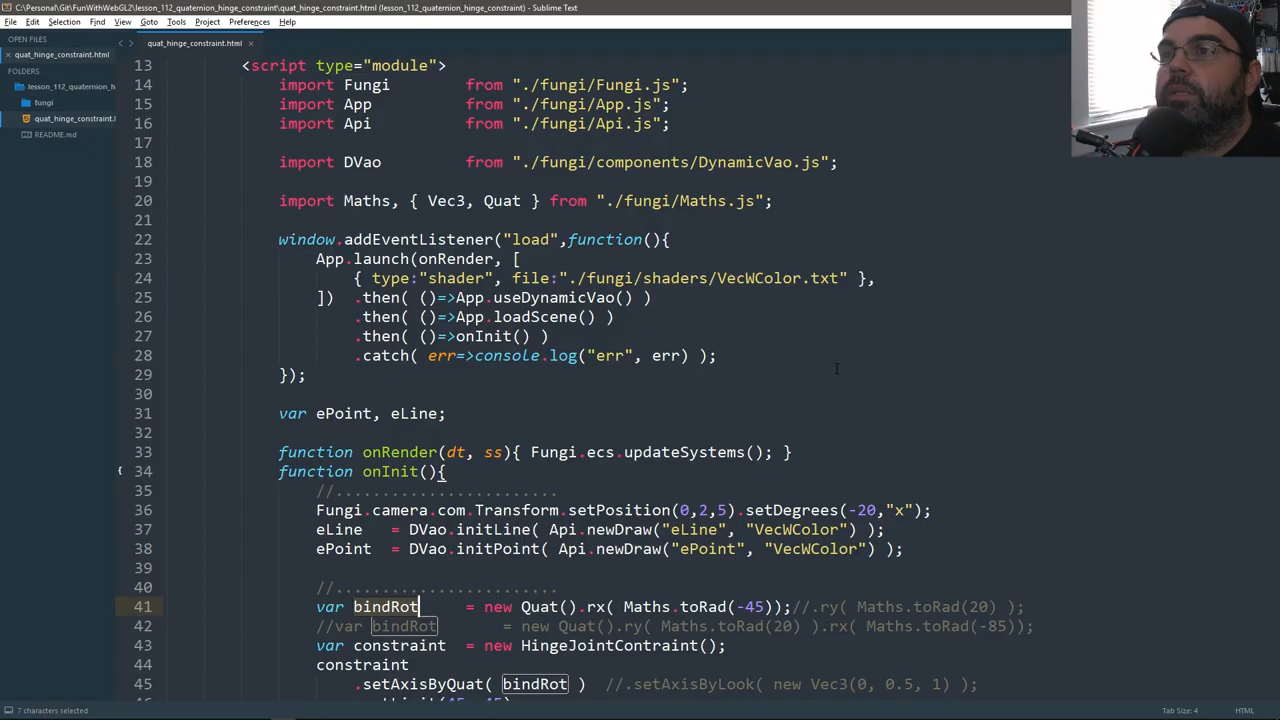 C:\Personal\Git\FunWithWebGL2\lesson_112_quaternion_hinge_constraint\quat_hinge_constraint.html (lesson_112_quaternion_hinge_constraint) - Sublime Text
File Edit Selection Find View Goto Tools Project Preferences Help
OPEN FILES
quat_hinge_constraint.html
FOLDERS
lesson_112_quaternion_h
fungi
quat_hinge_constraint.h
README.md
quat_hinge_constraint.html
13 <script type="module">
14 import Fungi from "./fungi/Fungi.js";
15 import App from "./fungi/App.js";
16 import Api from "./fungi/Api.js";
17
18 import DVao from "./fungi/components/DynamicVao.js";
19
20 import Maths, { Vec3, Quat } from "./fungi/Maths.js";
21
22 window.addEventListener("load",function(){
23 App.launch(onRender, [
24 { type:"shader", file:"./fungi/shaders/VecWColor.txt" },
25 ]) .then( ()=>App.useDynamicVao() )
26 .then( ()=>App.loadScene() )
27 .then( ()=>onInit() )
28 .catch( err=>console.log("err", err) );
29 });
30
31 var ePoint, eLine;
32
33 function onRender(dt, ss){ Fungi.ecs.updateSystems(); }
34 function onInit(){
35 //........................
36 Fungi.camera.com.Transform.setPosition(0,2,5).setDegrees(-20,"x");
37 eLine = DVao.initLine( Api.newDraw("eLine", "VecWColor") );
38 ePoint = DVao.initPoint( Api.newDraw("ePoint", "VecWColor") );
39
40 //........................
41 var bindRot = new Quat().rx( Maths.toRad(-45));//.ry( Maths.toRad(20) );
42 //var bindRot = new Quat().ry( Maths.toRad(20) ).rx( Maths.toRad(-85));
43 var constraint = new HingeJointContraint();
44 constraint
45 .setAxisByQuat( bindRot ) //.setAxisByLook( new Vec3(0, 0.5, 1) );
7 characters selected
Tab Size: 4
HTML